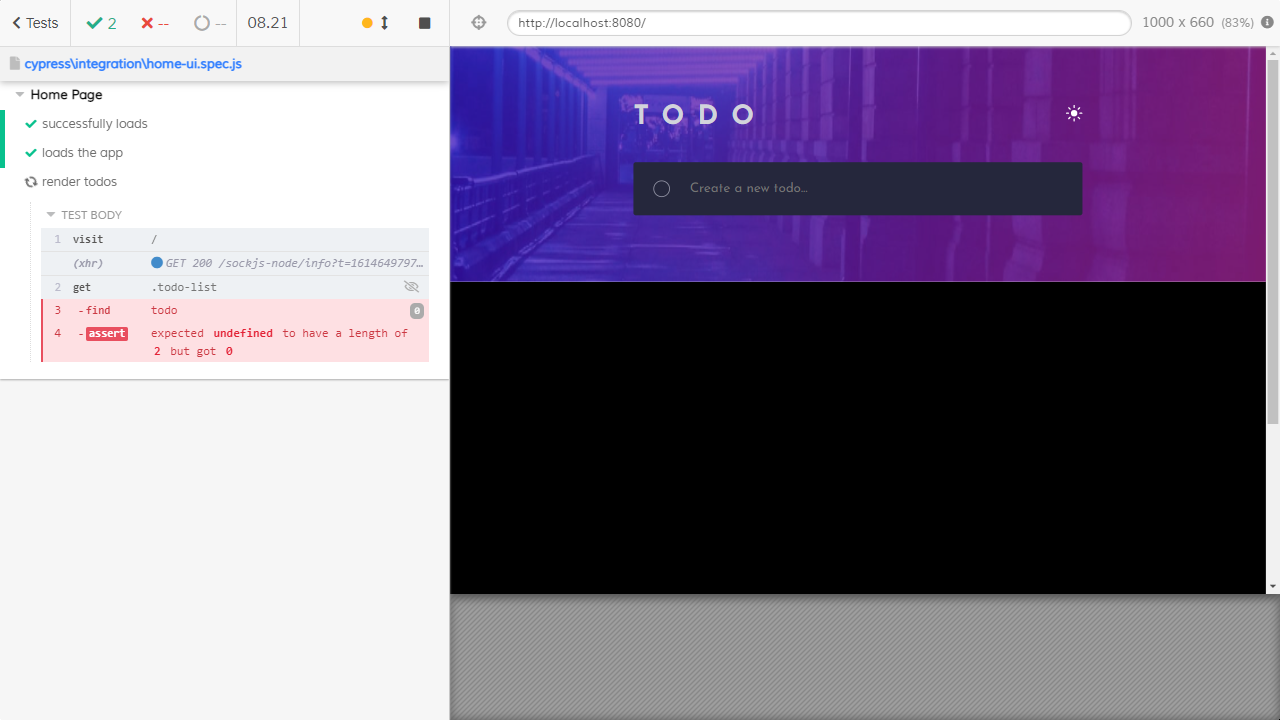 Tests 2 -- -- 08.21
cypress\integration\home-ui.spec.js
Home Page
successfully loads
loads the app
render todos
TEST BODY
1 visit /
(xhr) GET 200 /sockjs-node/info?t=1614649797…
2 get .todo-list
3 -find todo 0
4 -assert expected undefined to have a length of
2 but got 0
http://localhost:8080/ 1000 x 660 (83%)
TODO
Create a new todo...